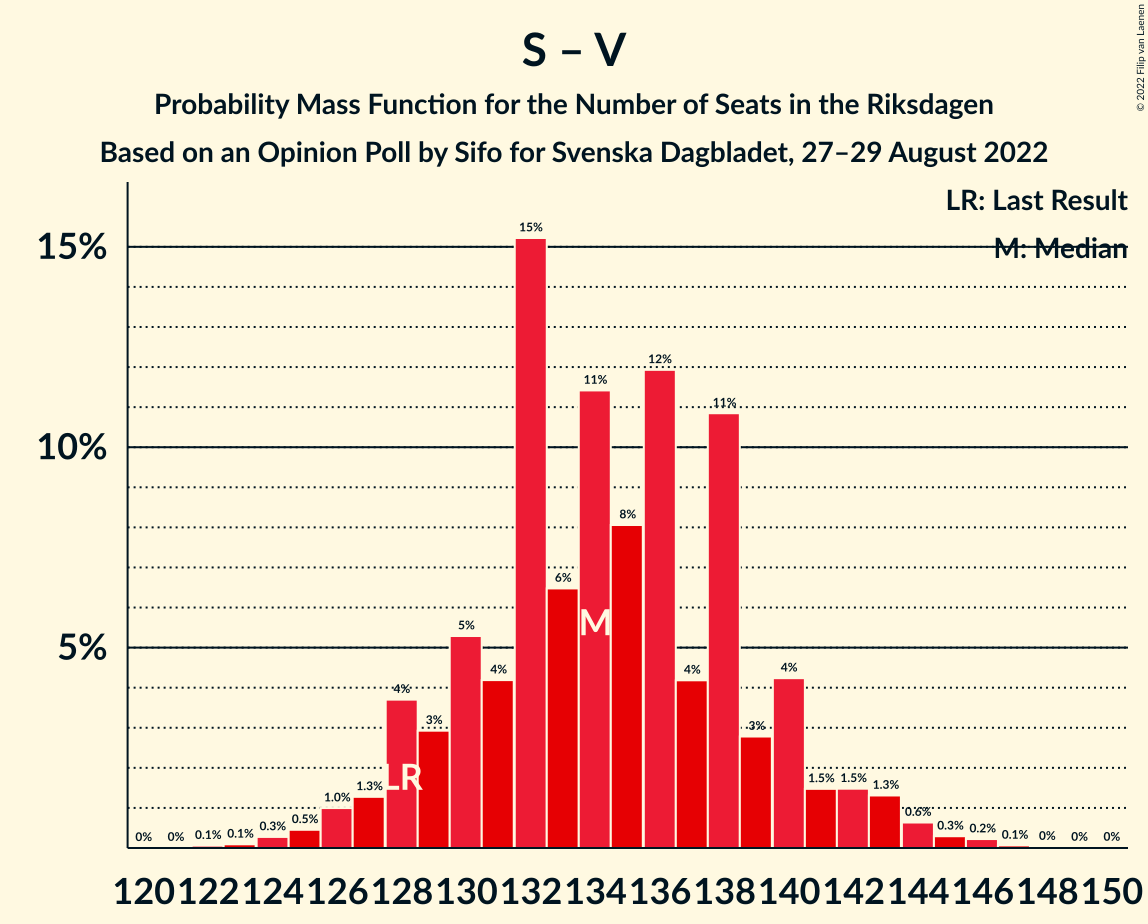 S – V
Probability Mass Function for the Number of Seats in the Riksdagen
Based on an Opinion Poll by Sifo for Svenska Dagbladet, 27–29 August 2022
© 2022 Filip van Laenen
LR: Last Result
M: Median
15%
10%
5%
0% 0% 0.1% 0.1% 0.3% 0.5% 1.0% 1.3% 4% 3% 5% 4% 15% 6% 11% 8% 12% 4% 11% 3% 4% 1.5% 1.5% 1.3% 0.6% 0.3% 0.2% 0.1% 0% 0% 0%
M
LR
120 122 124 126 128 130 132 134 136 138 140 142 144 146 148 150